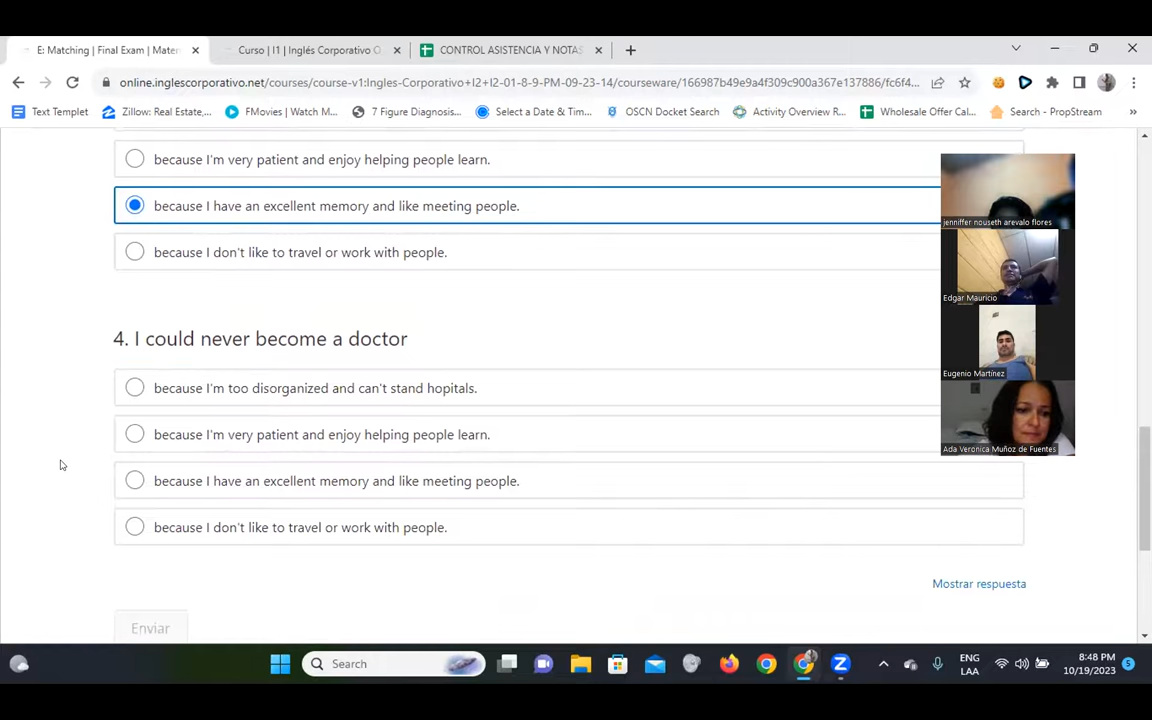 E: Matching | Final Exam | Mater
Curso | I1 | Inglés Corporativo O
CONTROL ASISTENCIA Y NOTAS
online.inglescorporativo.net/courses/course-v1:Ingles-Corporativo+I2+I2-01-8-9-PM-09-23-14/courseware/166987b49e9a4f309c900a367e137886/fc6f4...
Text Templet
Zillow: Real Estate,...
FMovies | Watch M...
7 Figure Diagnosis...
Select a Date & Tim...
OSCN Docket Search
Activity Overview R...
Wholesale Offer Cal...
Search - PropStream
»
because I'm very patient and enjoy helping people learn.
because I have an excellent memory and like meeting people.
because I don't like to travel or work with people.
jenniffer nouseth arevalo flores
Edgar Mauricio
Eugenio Martínez
Ada Veronica Muñoz de Fuentes
4. I could never become a doctor
because I'm too disorganized and can't stand hopitals.
because I'm very patient and enjoy helping people learn.
because I have an excellent memory and like meeting people.
because I don't like to travel or work with people.
Mostrar respuesta
Enviar
Search
ENG
LAA
8:48 PM
10/19/2023
5